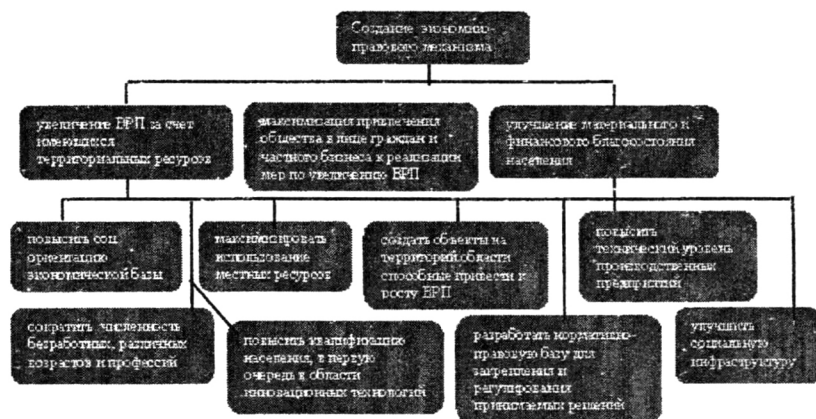 Создание экономико-
правового механизма
увеличение ВРП за счет
имеющихся
территориальных ресурсов
максимизация привлечения
общества в лице граждан и
частного бизнеса к реализации
мер по увеличению ВРП
улучшение материального и
финансового благосостояния
населения
повысить соц
ориентацию
экономической базы
максимизировать
использование
местных ресурсов
создать объекты на
территорий области
способные привести к
росту ВРП
повысить
технический уровень
производственных
предприятий
сократить численность
безработных, различных
возрастов и профессий
повысить квалификацию
населения, в первую
очередь в области
инновационных технологий
разработать нормативно-
правовую базу для
закрепления и
регулирования
принимаемых решений
улучшить
социальную
инфраструктуру